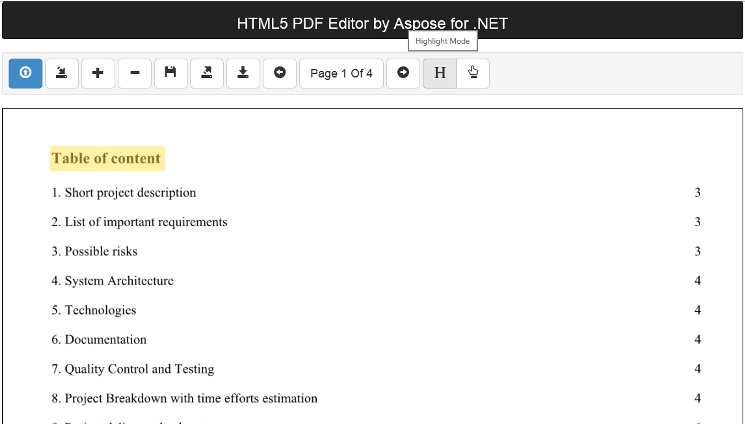 HTML5 PDF Editor by Aspose for .NET
Highlight Mode
Page 1 Of 4
H
Table of content
1. Short project description 3
2. List of important requirements 3
3. Possible risks 3
4. System Architecture 4
5. Technologies 4
6. Documentation 4
7. Quality Control and Testing 4
8. Project Breakdown with time efforts estimation 4